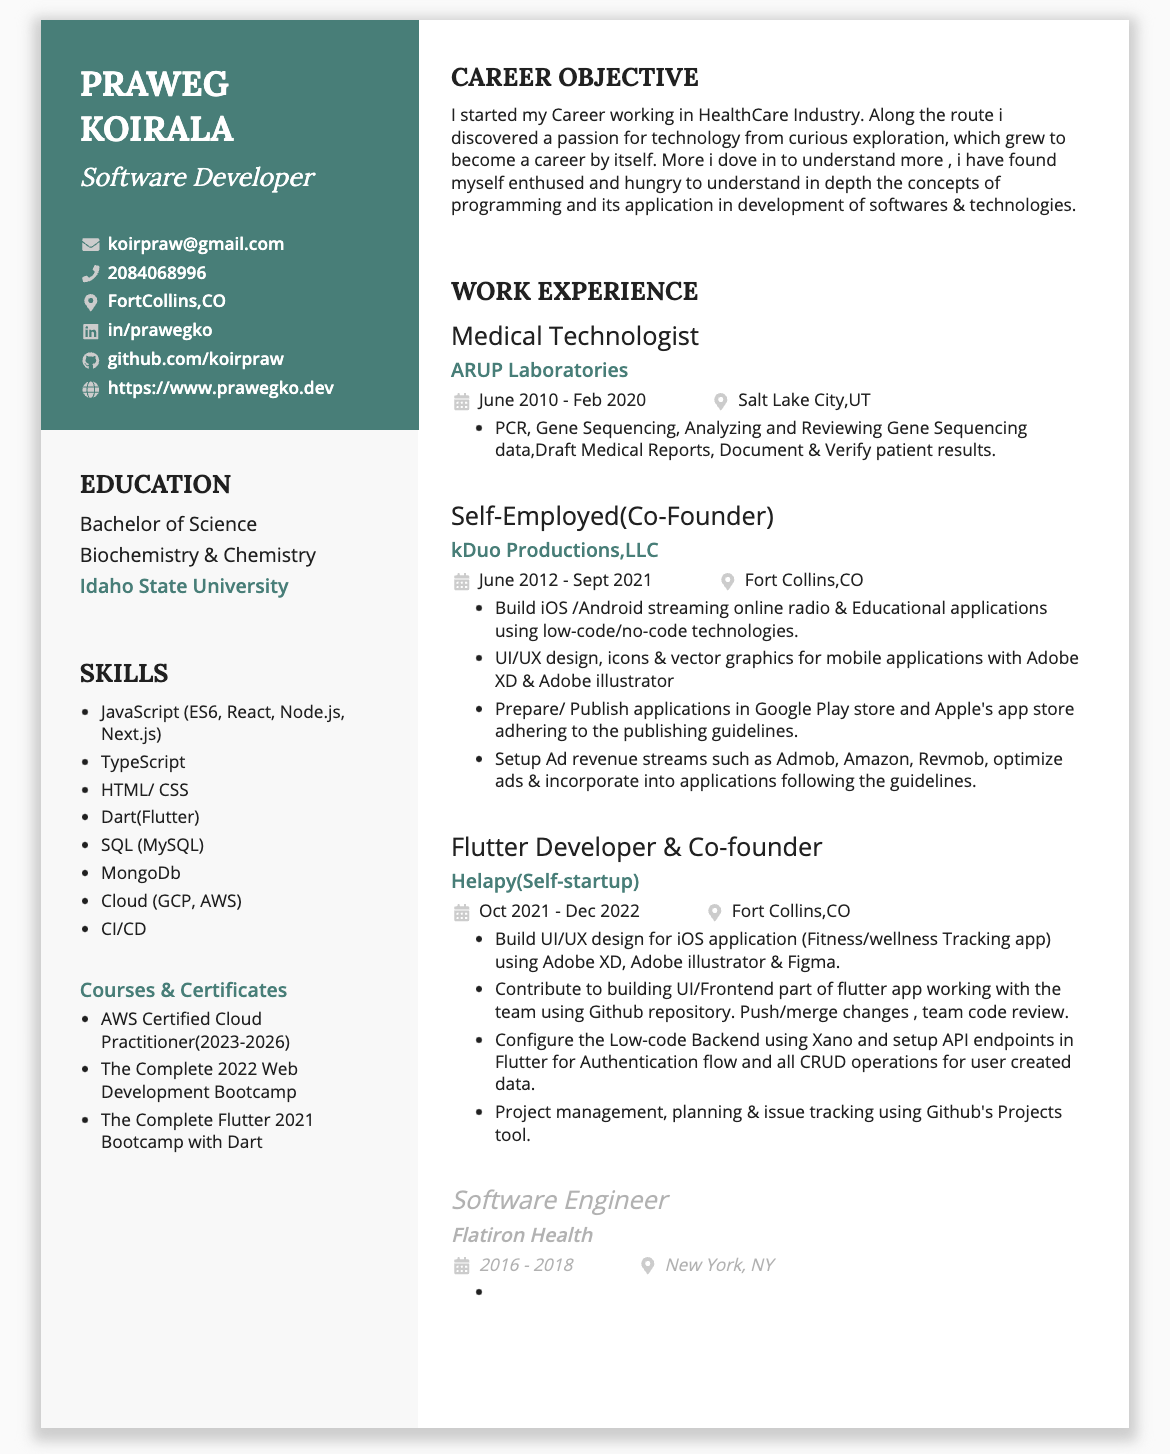 PRAWEG
KOIRALA
Software Developer
koirpraw@gmail.com
2084068996
FortCollins,CO
in/prawegko
github.com/koirpraw
https://www.prawegko.dev
EDUCATION
Bachelor of Science
Biochemistry & Chemistry
Idaho State University
SKILLS
• JavaScript (ES6, React, Node.js,
Next.js)
• TypeScript
• HTML/ CSS
• Dart(Flutter)
• SQL (MySQL)
• MongoDb
• Cloud (GCP, AWS)
• CI/CD
Courses & Certificates
• AWS Certified Cloud
Practitioner(2023-2026)
• The Complete 2022 Web
Development Bootcamp
• The Complete Flutter 2021
Bootcamp with Dart
CAREER OBJECTIVE
I started my Career working in HealthCare Industry. Along the route i
discovered a passion for technology from curious exploration, which grew to
become a career by itself. More i dove in to understand more , i have found
myself enthused and hungry to understand in depth the concepts of
programming and its application in development of softwares & technologies.
WORK EXPERIENCE
Medical Technologist
ARUP Laboratories
June 2010 - Feb 2020 Salt Lake City,UT
• PCR, Gene Sequencing, Analyzing and Reviewing Gene Sequencing
data,Draft Medical Reports, Document & Verify patient results.
Self-Employed(Co-Founder)
kDuo Productions,LLC
June 2012 - Sept 2021 Fort Collins,CO
• Build iOS /Android streaming online radio & Educational applications
using low-code/no-code technologies.
• UI/UX design, icons & vector graphics for mobile applications with Adobe
XD & Adobe illustrator
• Prepare/ Publish applications in Google Play store and Apple's app store
adhering to the publishing guidelines.
• Setup Ad revenue streams such as Admob, Amazon, Revmob, optimize
ads & incorporate into applications following the guidelines.
Flutter Developer & Co-founder
Helapy(Self-startup)
Oct 2021 - Dec 2022 Fort Collins,CO
• Build UI/UX design for iOS application (Fitness/wellness Tracking app)
using Adobe XD, Adobe illustrator & Figma.
• Contribute to building UI/Frontend part of flutter app working with the
team using Github repository. Push/merge changes , team code review.
• Configure the Low-code Backend using Xano and setup API endpoints in
Flutter for Authentication flow and all CRUD operations for user created
data.
• Project management, planning & issue tracking using Github's Projects
tool.
Software Engineer
Flatiron Health
2016 - 2018 New York, NY
•